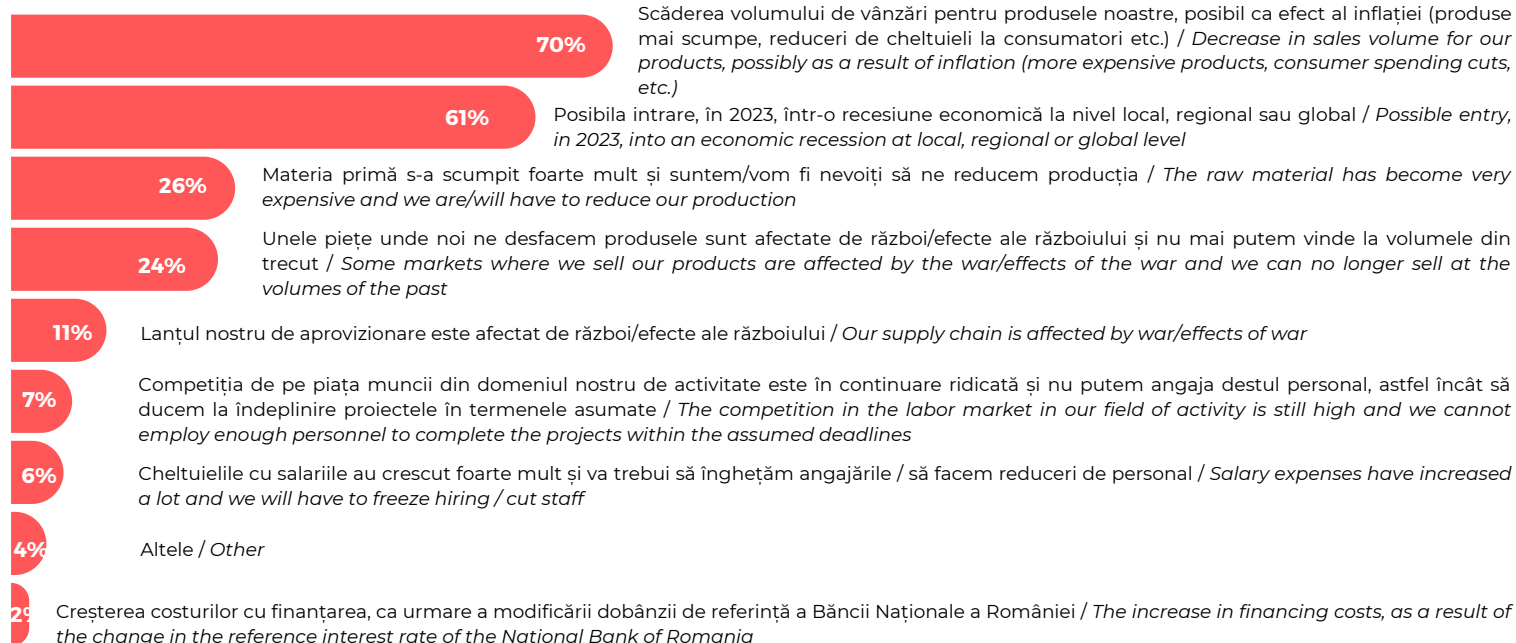 Scăderea volumului de vânzări pentru produsele noastre, posibil ca efect al inflației (produse
70%
mai scumpe, reduceri de cheltuieli la consumatori etc.) / Decrease in sales volume for our
products, possibly as a result of inflation (more expensive products, consumer spending cuts,
etc.)
61%
Posibila intrare, în 2023, într-o recesiune economică la nivel local, regional sau global / Possible entry,
in 2023, into an economic recession at local, regional or global level
26%
Materia primă s-a scumpit foarte mult și suntem/vom fi nevoiți să ne reducem producția / The raw material has become very
expensive and we are/will have to reduce our production
24%
Unele piețe unde noi ne desfacem produsele sunt afectate de război/efecte ale războiului și nu mai putem vinde la volumele din
trecut / Some markets where we sell our products are affected by the war/effects of the war and we can no longer sell at the
volumes of the past
11%
Lanțul nostru de aprovizionare este afectat de război/efecte ale războiului / Our supply chain is affected by war/effects of war
7%
Competiția de pe piața muncii din domeniul nostru de activitate este în continuare ridicată și nu putem angaja destul personal, astfel încât să
ducem la îndeplinire proiectele în termenele asumate / The competition in the labor market in our field of activity is still high and we cannot
employ enough personnel to complete the projects within the assumed deadlines
6%
Cheltuielile cu salariile au crescut foarte mult și va trebui să înghețăm angajările / să facem reduceri de personal / Salary expenses have increased
a lot and we will have to freeze hiring / cut staff
4%
Altele / Other
2%
Creșterea costurilor cu finanțarea, ca urmare a modificării dobânzii de referință a Băncii Naționale a României / The increase in financing costs, as a result of
the change in the reference interest rate of the National Bank of Romania